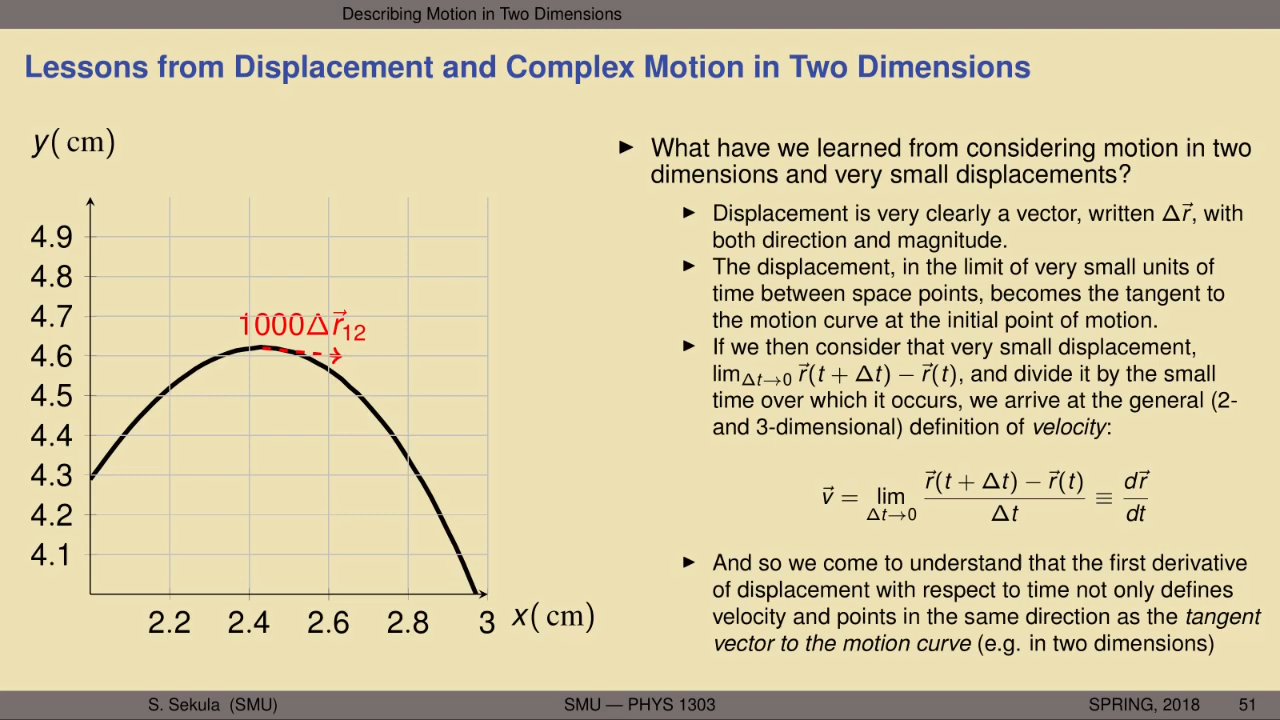 Describing Motion in Two Dimensions
Lessons from Displacement and Complex Motion in Two Dimensions
y( cm)
4.9
4.8
4.7
4.6
4.5
4.4
4.3
4.2
4.1
1000Δr⃗₁₂
2.2 2.4 2.6 2.8 3
x( cm)
► What have we learned from considering motion in two
dimensions and very small displacements?
► Displacement is very clearly a vector, written Δr⃗, with
both direction and magnitude.
► The displacement, in the limit of very small units of
time between space points, becomes the tangent to
the motion curve at the initial point of motion.
► If we then consider that very small displacement,
lim_{Δt→0} r⃗(t + Δt) − r⃗(t), and divide it by the small
time over which it occurs, we arrive at the general (2-
and 3-dimensional) definition of velocity:
v⃗ = lim_{Δt→0} (r⃗(t + Δt) − r⃗(t))/Δt ≡ dr⃗/dt
► And so we come to understand that the first derivative
of displacement with respect to time not only defines
velocity and points in the same direction as the tangent
vector to the motion curve (e.g. in two dimensions)
S. Sekula (SMU) SMU — PHYS 1303 SPRING, 2018 51